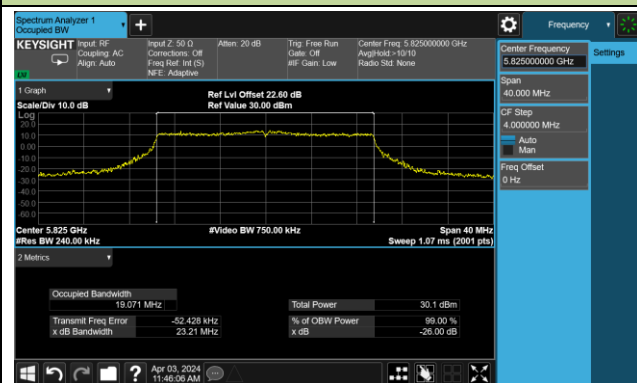 Spectrum Analyzer 1
Occupied BW
Frequency
KEYSIGHT
Input: RF
Coupling: AC
Align: Auto
Input Z: 50 Ω
Corrections: Off
Freq Ref: Int (S)
NFE: Adaptive
Atten: 20 dB
Trig: Free Run
Gate: Off
#IF Gain: Low
Center Freq: 5.825000000 GHz
Avg|Hold:>10/10
Radio Std: None
Center Frequency
5.825000000 GHz
Settings
Span
40.000 MHz
CF Step
4.000000 MHz
Auto
Man
Freq Offset
0 Hz
1 Graph
Scale/Div 10.0 dB
Ref Lvl Offset 22.60 dB
Ref Value 30.00 dBm
Log
20.0
10.0
0.00
-10.0
-20.0
-30.0
-40.0
-50.0
-60.0
Center 5.825 GHz
#Res BW 240.00 kHz
#Video BW 750.00 kHz
Span 40 MHz
Sweep 1.07 ms (2001 pts)
2 Metrics
Occupied Bandwidth
19.071 MHz
Total Power 30.1 dBm
Transmit Freq Error -52.428 kHz
% of OBW Power 99.00 %
x dB Bandwidth 23.21 MHz
x dB -26.00 dB
?
Apr 03, 2024
11:46:06 AM